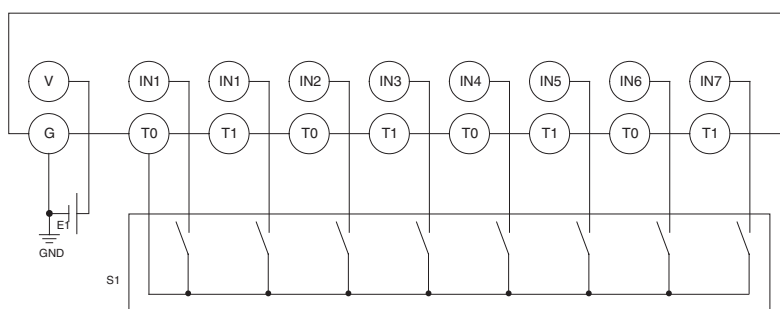 V IN1 IN1 IN2 IN3 IN4 IN5 IN6 IN7
G T0 T1 T0 T1 T0 T1 T0 T1
E1
GND
S1